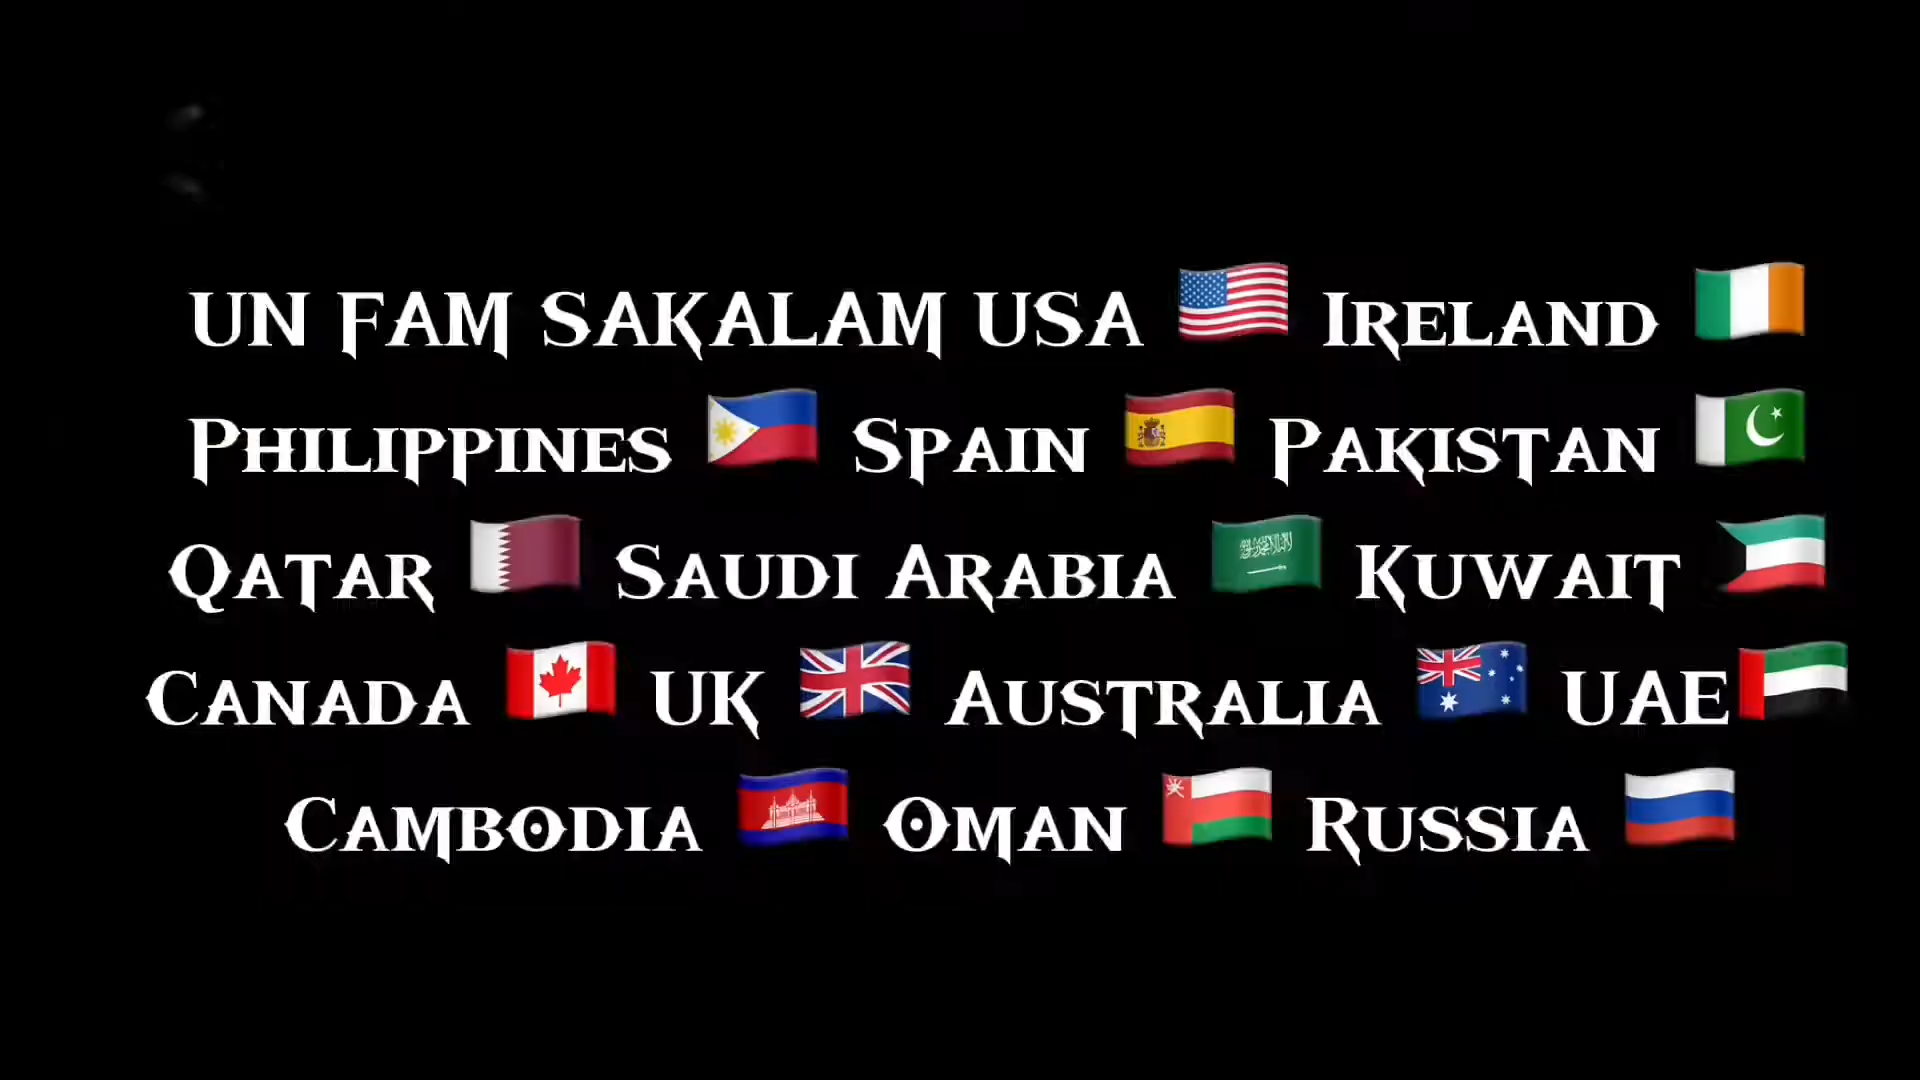 UN FAM SAKALAM USA 🇺🇸 Ireland 🇮🇪
Philippines 🇵🇭 Spain 🇪🇸 Pakistan 🇵🇰
Qatar 🇶🇦 Saudi Arabia 🇸🇦 Kuwait 🇰🇼
Canada 🇨🇦 UK 🇬🇧 Australia 🇦🇺 UAE🇦🇪
Cambodia 🇰🇭 Oman 🇴🇲 Russia 🇷🇺